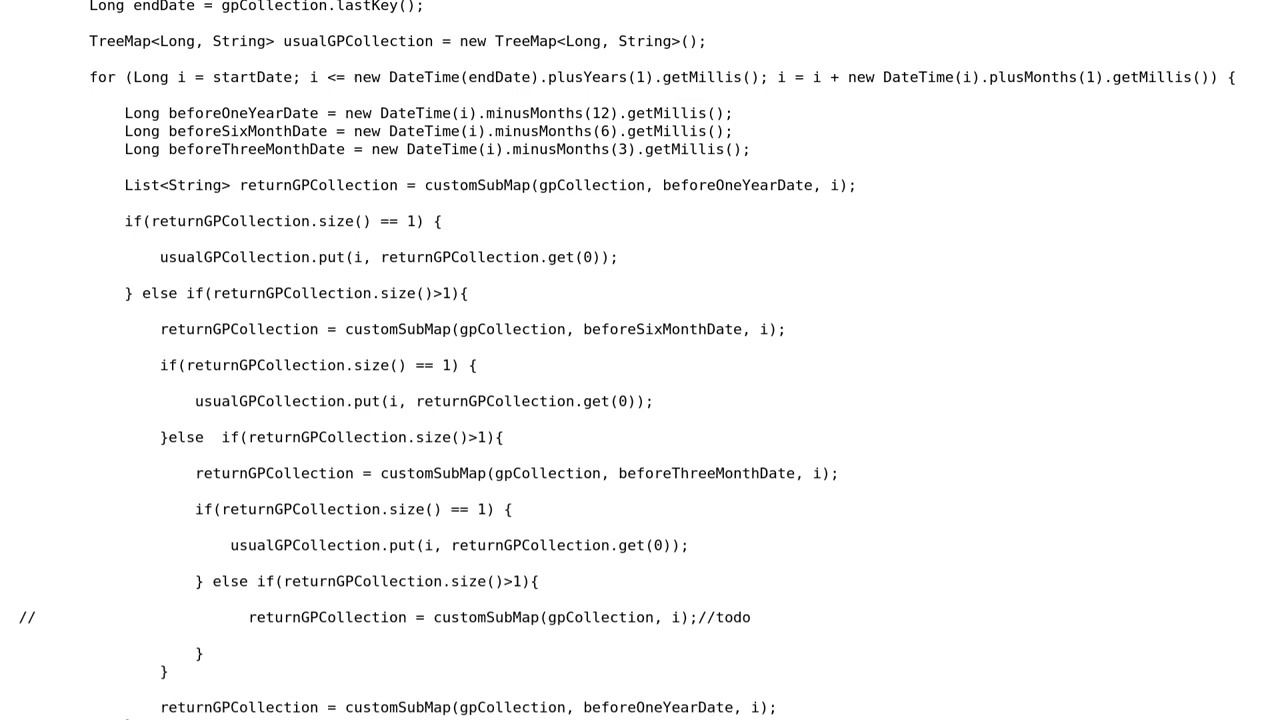 Long endDate = gpCollection.lastKey();
TreeMap<Long, String> usualGPCollection = new TreeMap<Long, String>();
for (Long i = startDate; i <= new DateTime(endDate).plusYears(1).getMillis(); i = i + new DateTime(i).plusMonths(1).getMillis()) {
Long beforeOneYearDate = new DateTime(i).minusMonths(12).getMillis();
Long beforeSixMonthDate = new DateTime(i).minusMonths(6).getMillis();
Long beforeThreeMonthDate = new DateTime(i).minusMonths(3).getMillis();
List<String> returnGPCollection = customSubMap(gpCollection, beforeOneYearDate, i);
if(returnGPCollection.size() == 1) {
usualGPCollection.put(i, returnGPCollection.get(0));
} else if(returnGPCollection.size()>1){
returnGPCollection = customSubMap(gpCollection, beforeSixMonthDate, i);
if(returnGPCollection.size() == 1) {
usualGPCollection.put(i, returnGPCollection.get(0));
}else  if(returnGPCollection.size()>1){
returnGPCollection = customSubMap(gpCollection, beforeThreeMonthDate, i);
if(returnGPCollection.size() == 1) {
usualGPCollection.put(i, returnGPCollection.get(0));
} else if(returnGPCollection.size()>1){
//                        returnGPCollection = customSubMap(gpCollection, i);//todo
}
}
returnGPCollection = customSubMap(gpCollection, beforeOneYearDate, i);